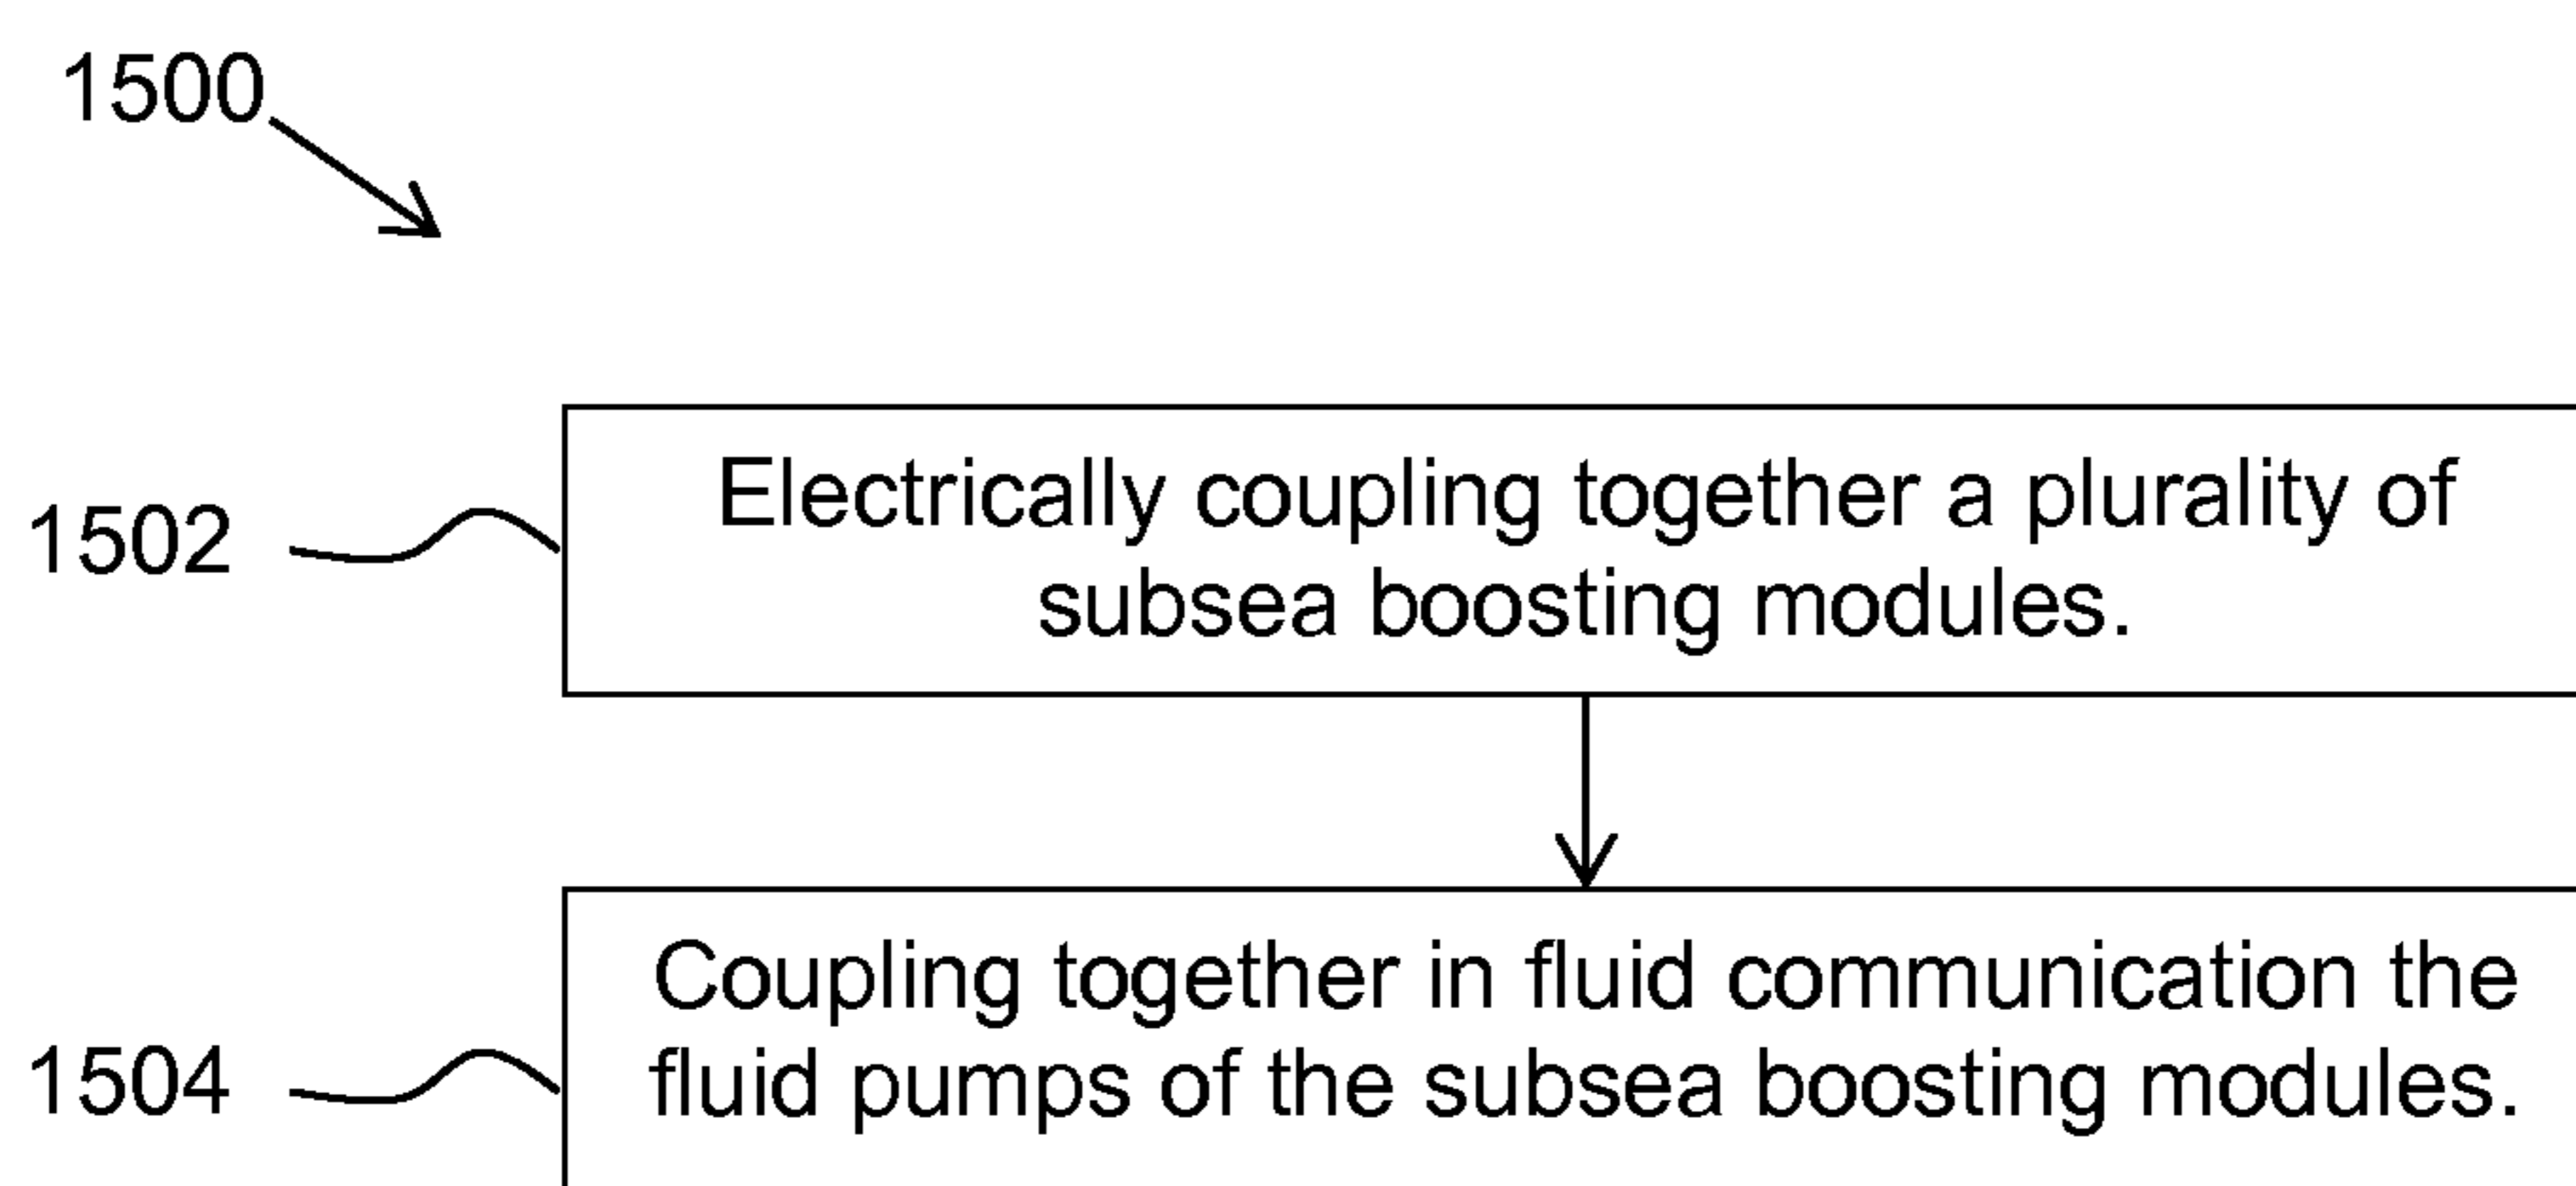 1500
1502
Electrically coupling together a plurality of
subsea boosting modules.
1504
Coupling together in fluid communication the
fluid pumps of the subsea boosting modules.